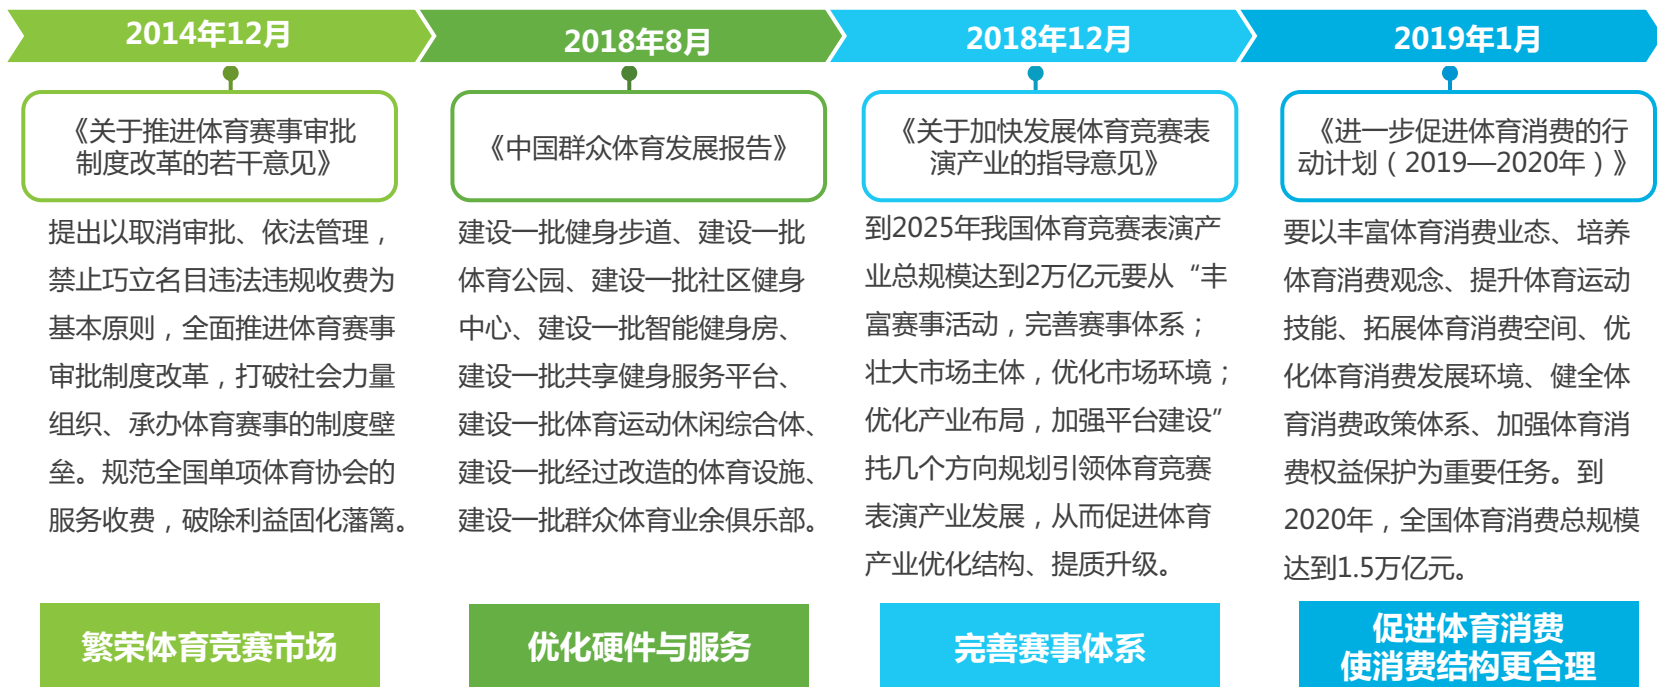 2014年12月
《关于推进体育赛事审批
制度改革的若干意见》
提出以取消审批、依法管理，
禁止巧立名目违法违规收费为
基本原则，全面推进体育赛事
审批制度改革，打破社会力量
组织、承办体育赛事的制度壁
垒。规范全国单项体育协会的
服务收费，破除利益固化藩篱。
繁荣体育竞赛市场
2018年8月
《中国群众体育发展报告》
建设一批健身步道、建设一批
体育公园、建设一批社区健身
中心、建设一批智能健身房、
建设一批共享健身服务平台、
建设一批体育运动休闲综合体、
建设一批经过改造的体育设施、
建设一批群众体育业余俱乐部。
优化硬件与服务
2018年12月
《关于加快发展体育竞赛表
演产业的指导意见》
到2025年我国体育竞赛表演产
业总规模达到2万亿元要从“丰
富赛事活动，完善赛事体系；
壮大市场主体，优化市场环境；
优化产业布局，加强平台建设”
托几个方向规划引领体育竞赛
表演产业发展，从而促进体育
产业优化结构、提质升级。
完善赛事体系
2019年1月
《进一步促进体育消费的行
动计划（2019—2020年）》
要以丰富体育消费业态、培养
体育消费观念、提升体育运动
技能、拓展体育消费空间、优
化体育消费发展环境、健全体
育消费政策体系、加强体育消
费权益保护为重要任务。到
2020年，全国体育消费总规模
达到1.5万亿元。
促进体育消费
使消费结构更合理